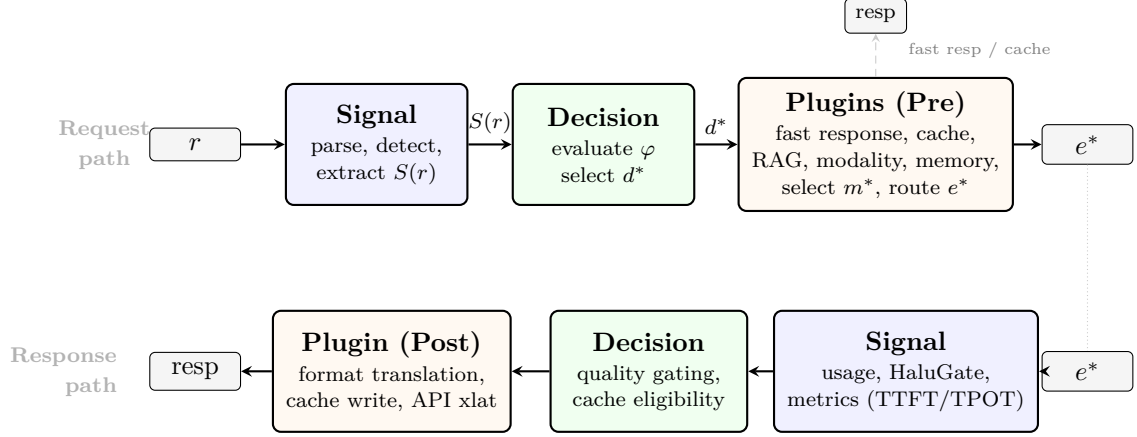 resp
fast resp / cache
Request
path
r
Signal
parse, detect,
extract S(r)
S(r)
Decision
evaluate φ
select d*
d*
Plugins (Pre)
fast response, cache,
RAG, modality, memory,
select m*, route e*
e*
Response
path
resp
Plugin (Post)
format translation,
cache write, API xlat
Decision
quality gating,
cache eligibility
Signal
usage, HaluGate,
metrics (TTFT/TPOT)
e*